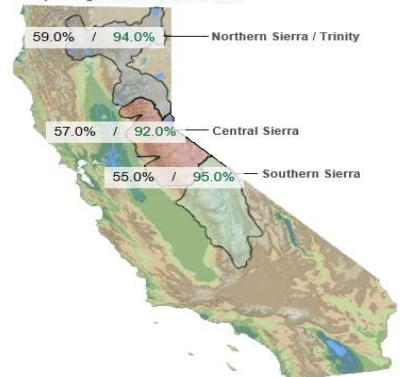 59.0% / 94.0% Northern Sierra / Trinity
57.0% / 92.0% Central Sierra
55.0% / 95.0% Southern Sierra